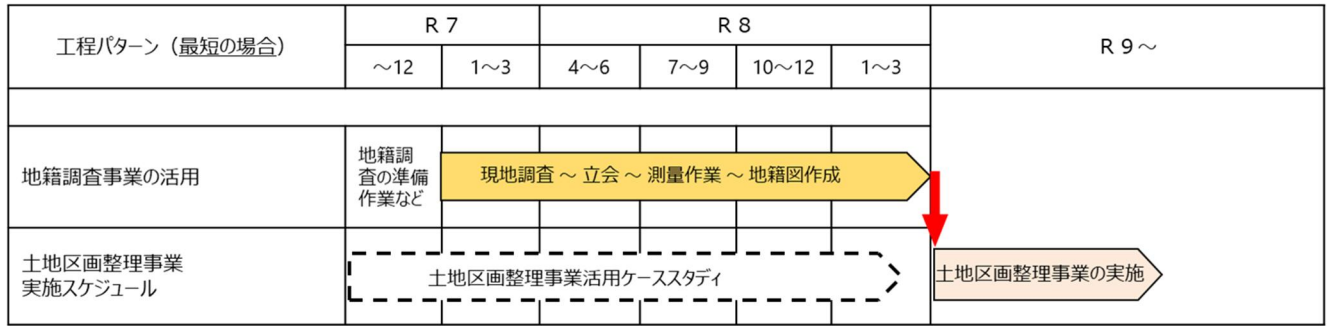 工程パターン（最短の場合）
R 7
R 8
R 9～
～12
1～3
4～6
7～9
10～12
1～3
地籍調査事業の活用
地籍調
査の準備
作業など
現地調査 ～ 立会 ～ 測量作業 ～ 地籍図作成
土地区画整理事業
実施スケジュール
土地区画整理事業活用ケーススタディ
土地区画整理事業の実施